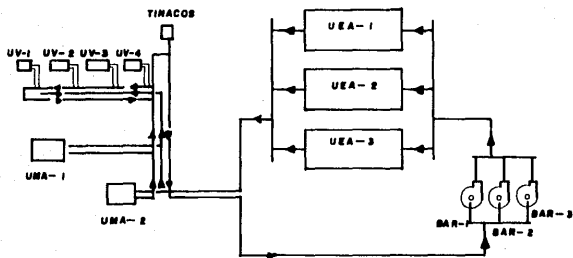 TINACOS
UV-1 UV-2 UV-3 UV-4
UEA-1
UEA-2
UEA-3
UMA-1
UMA-2
BAR-1
BAR-2
BAR-3